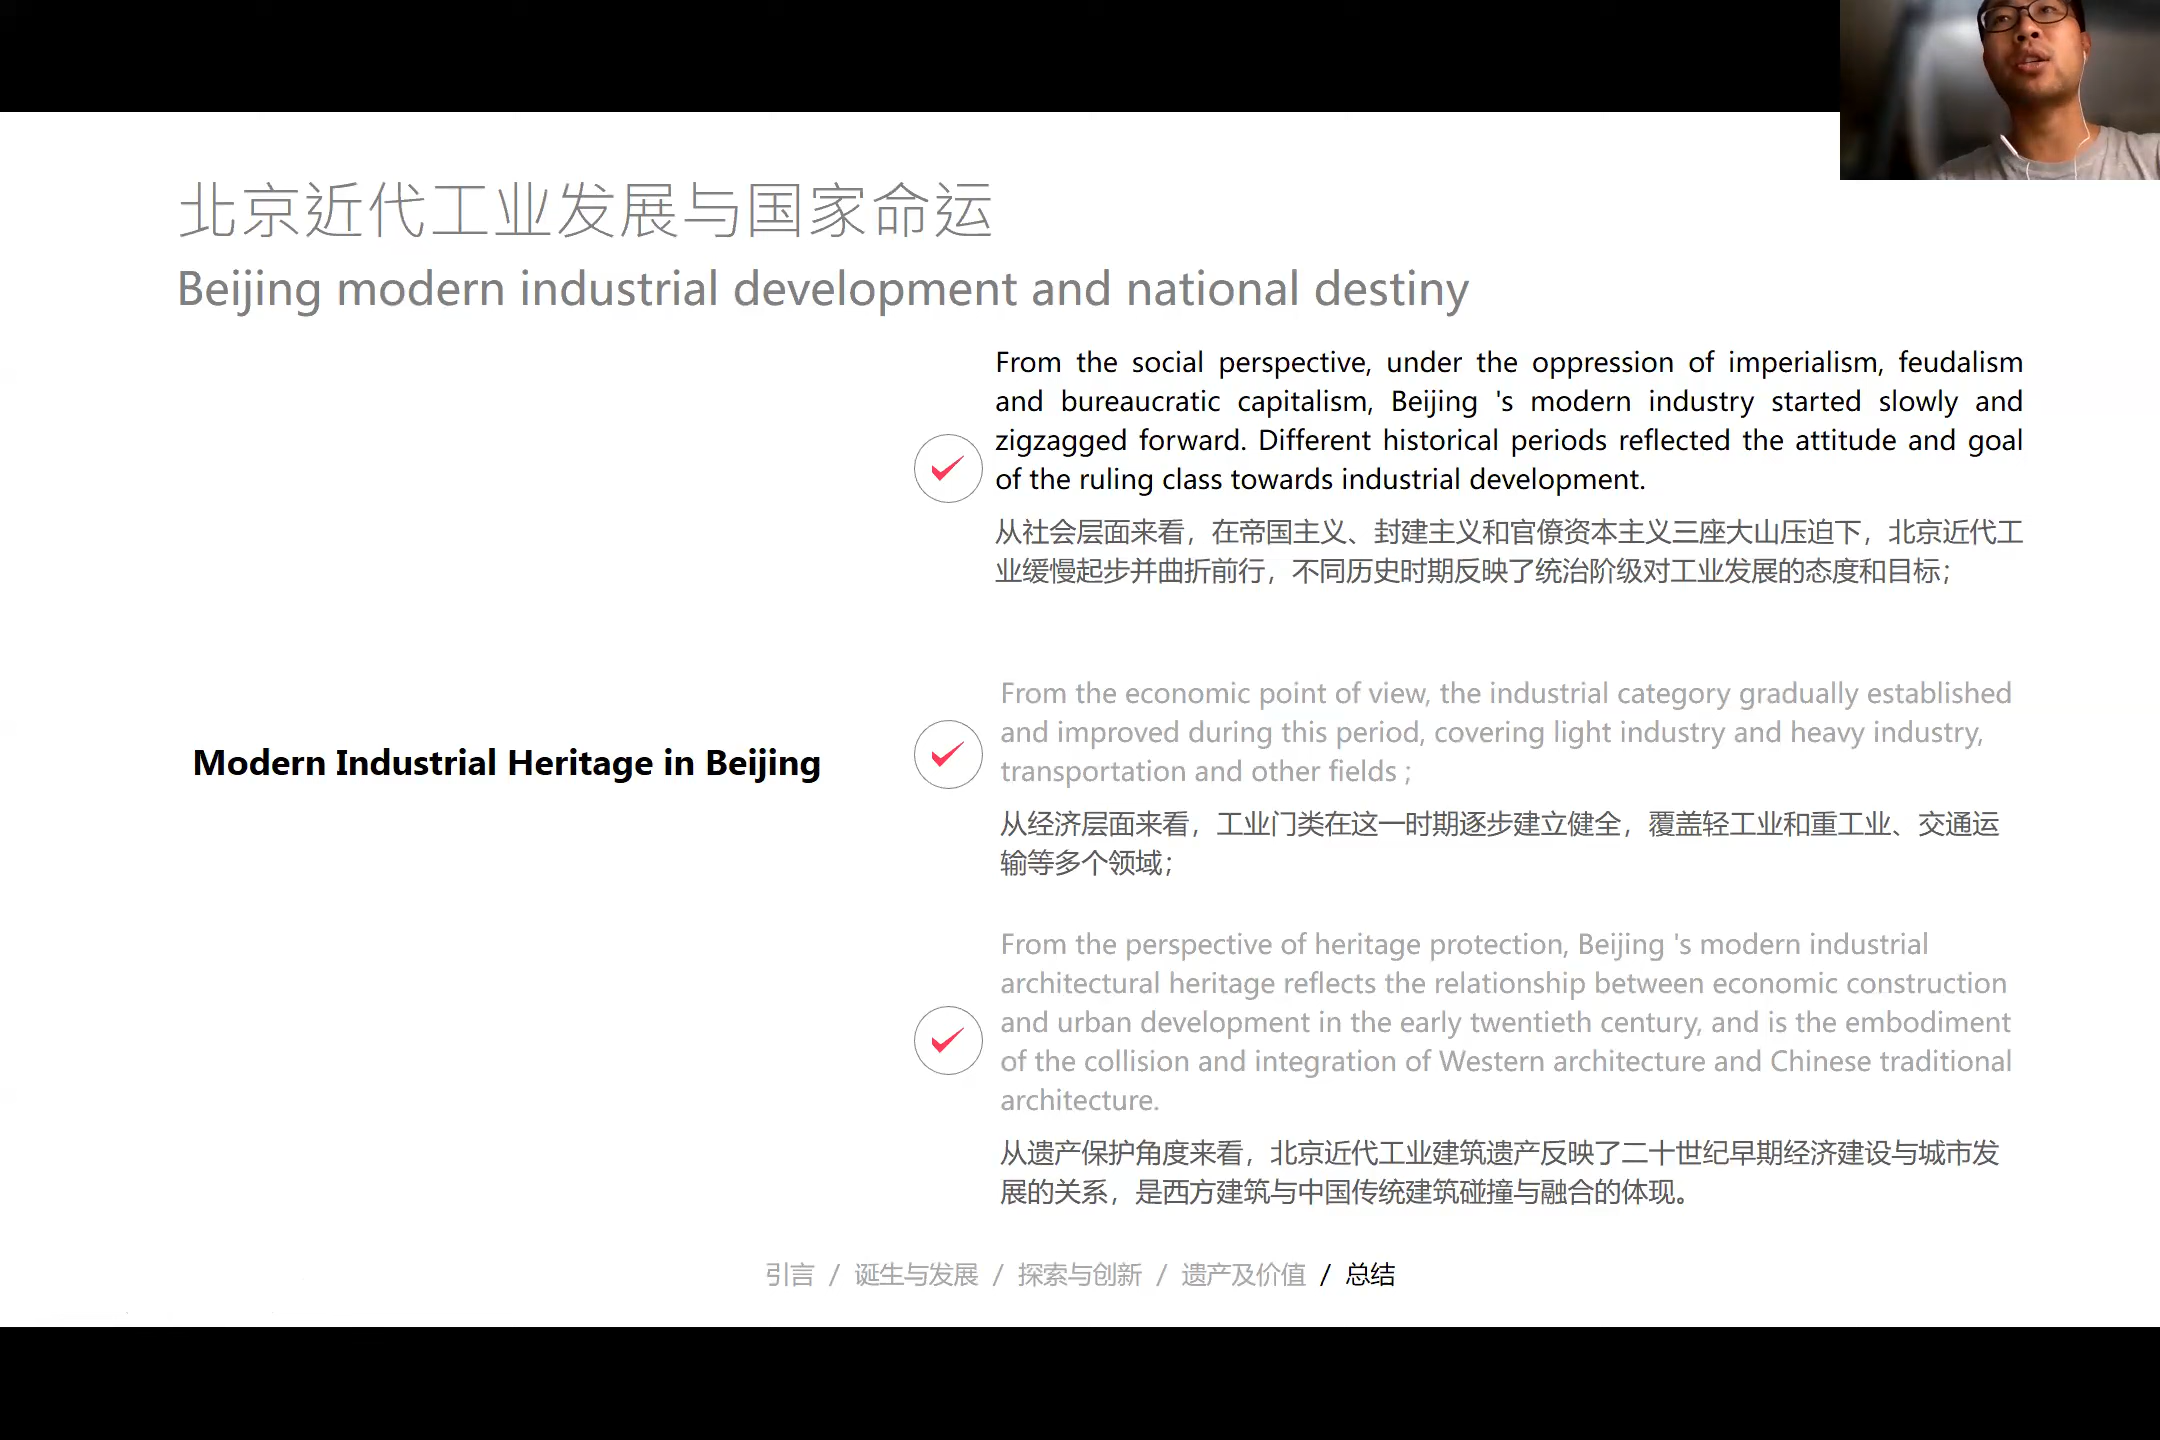 北京近代工业发展与国家命运
Beijing modern industrial development and national destiny
From the social perspective, under the oppression of imperialism, feudalism
and bureaucratic capitalism, Beijing 's modern industry started slowly and
zigzagged forward. Different historical periods reflected the attitude and goal
of the ruling class towards industrial development.
从社会层面来看，在帝国主义、封建主义和官僚资本主义三座大山压迫下，北京近代工
业缓慢起步并曲折前行，不同历史时期反映了统治阶级对工业发展的态度和目标；
Modern Industrial Heritage in Beijing
From the economic point of view, the industrial category gradually established
and improved during this period, covering light industry and heavy industry,
transportation and other fields ;
从经济层面来看，工业门类在这一时期逐步建立健全，覆盖轻工业和重工业、交通运
输等多个领域；
From the perspective of heritage protection, Beijing 's modern industrial
architectural heritage reflects the relationship between economic construction
and urban development in the early twentieth century, and is the embodiment
of the collision and integration of Western architecture and Chinese traditional
architecture.
从遗产保护角度来看，北京近代工业建筑遗产反映了二十世纪早期经济建设与城市发
展的关系，是西方建筑与中国传统建筑碰撞与融合的体现。
引言 / 诞生与发展 / 探索与创新 / 遗产及价值 / 总结